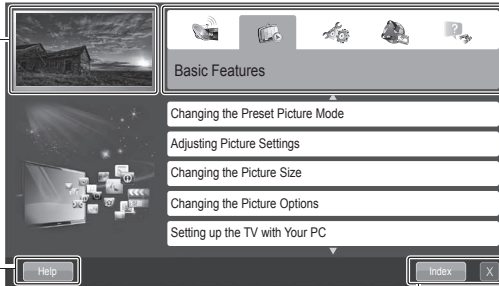 Basic Features
Changing the Preset Picture Mode
Adjusting Picture Settings
Changing the Picture Size
Changing the Picture Options
Setting up the TV with Your PC
Help
Index X